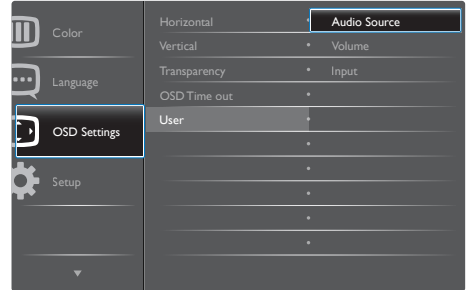 Color
Language
OSD Settings
Setup
Horizontal
Vertical
Transparency
OSD Time out
User
Audio Source
Volume
Input